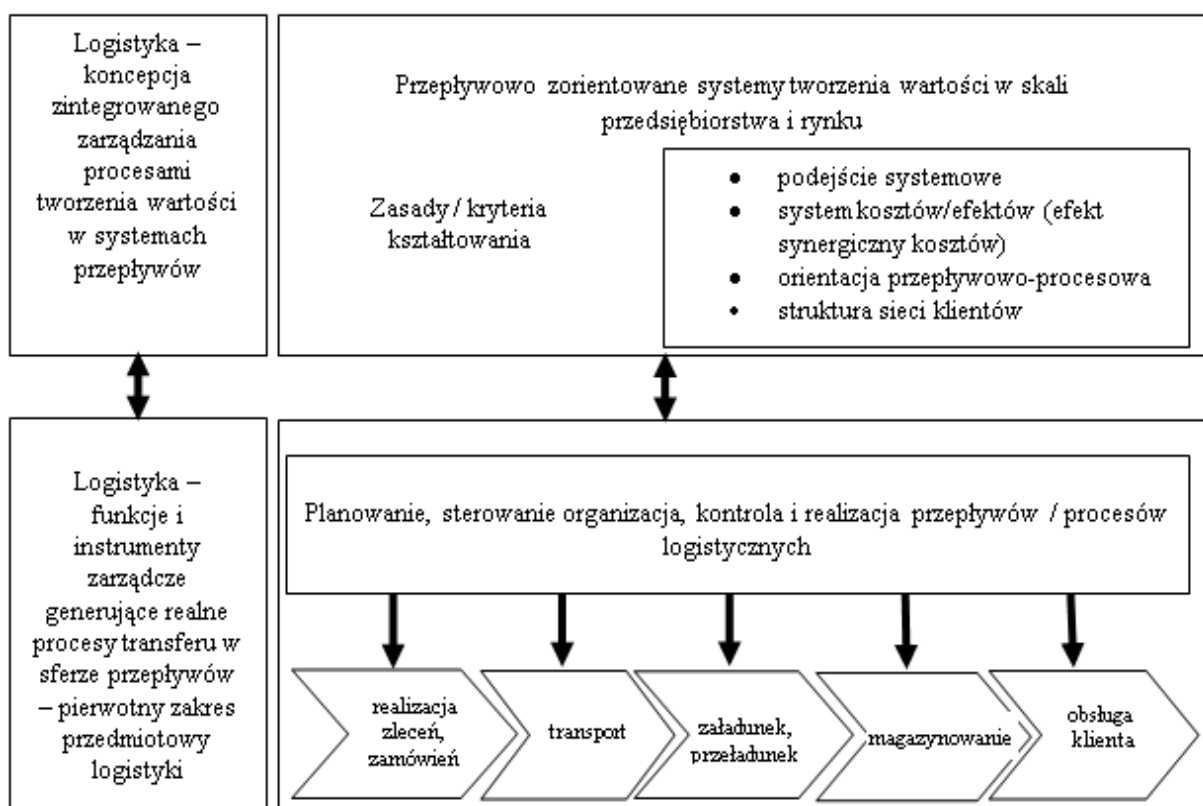 Logistyka –
koncepcja
zintegrowanego
zarządzania
procesami
tworzenia wartości
w systemach
przepływów
Przepływowo zorientowane systemy tworzenia wartości w skali
przedsiębiorstwa i rynku
Zasady / kryteria
kształtowania
● podejście systemowe
● system kosztów/efektów (efekt
synergiczny kosztów)
● orientacja przepływowo-procesowa
• struktura sieci klientów
Logistyka –
funkcje i
instrumenty
zarządcze
generujące realne
procesy transferu w
sferze przepływów
– pierwotny zakres
przedmiotowy
logistyki
Planowanie, sterowanie organizacja, kontrola i realizacja przepływów / procesów
logistycznych
realizacja
zleceń,
zamówień
transport
załadunek,
przeładunek
magazynowanie
obsługa
klienta